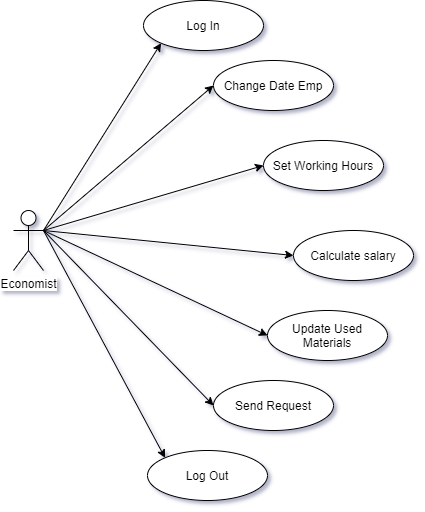 Log In
Change Date Emp
Set Working Hours
Economist
Calculate salary
Update Used
Materials
Send Request
Log Out